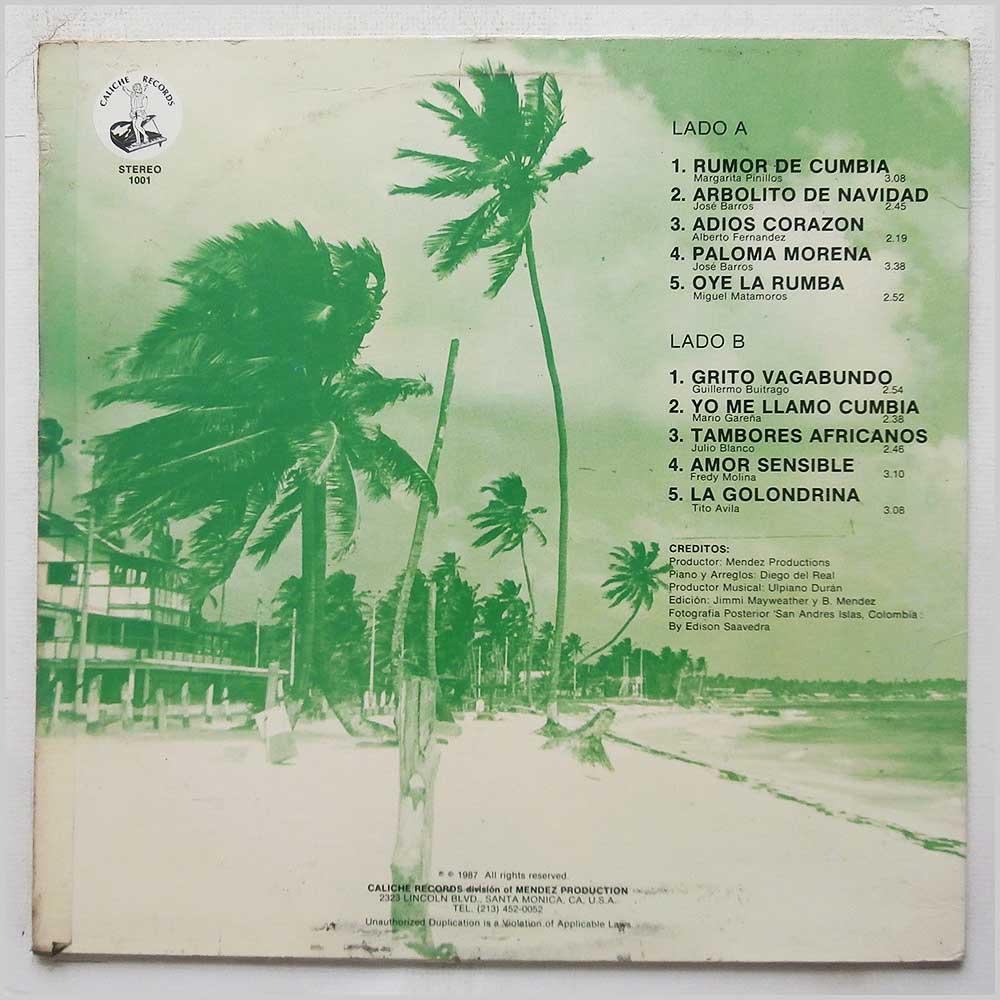 CALICHE RECORDS
STEREO
1001
LADO A
1. RUMOR DE CUMBIA
Margarita Pinillos 3.08
2. ARBOLITO DE NAVIDAD
José Barros 2.45
3. ADIOS CORAZON
Alberto Fernandez 2.19
4. PALOMA MORENA
José Barros 3.38
5. OYE LA RUMBA
Miguel Matamoros 2.52
LADO B
1. GRITO VAGABUNDO
Guillermo Buitrago 2.54
2. YO ME LLAMO CUMBIA
Mario Gareña 2.38
3. TAMBORES AFRICANOS
Julio Blanco 2.46
4. AMOR SENSIBLE
Fredy Molina 3.10
5. LA GOLONDRINA
Tito Avila 3.08
CREDITOS:
Productor: Mendez Productions
Piano y Arreglos: Diego del Real
Productor Musical: Ulpiano Durán
Edición: Jimmi Mayweather y B. Mendez
Fotografia Posterior 'San Andres Islas, Colombia:
By Edison Saavedra
℗ © 1987 All rights reserved.
CALICHE RECORDS división of MENDEZ PRODUCTION
2323 LINCOLN BLVD., SANTA MONICA, CA. U.S.A.
TEL. (213) 452-0052
Unauthorized Duplication is a Violation of Applicable Laws.